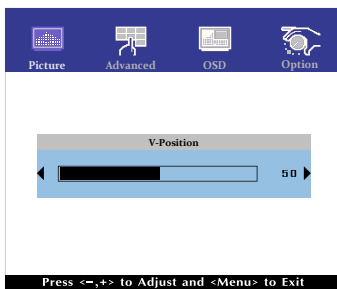 Picture Advanced OSD Option
V-Position
50
Press <-,+> to Adjust and <Menu> to Exit